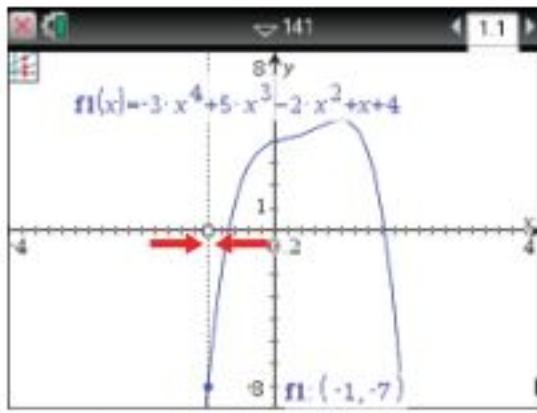 141
1.1
8 y
f1(x)=-3·x^4+5·x^3-2·x^2+x+4
1
x
-4
0.2
4
-8
f1: (-1, -7)